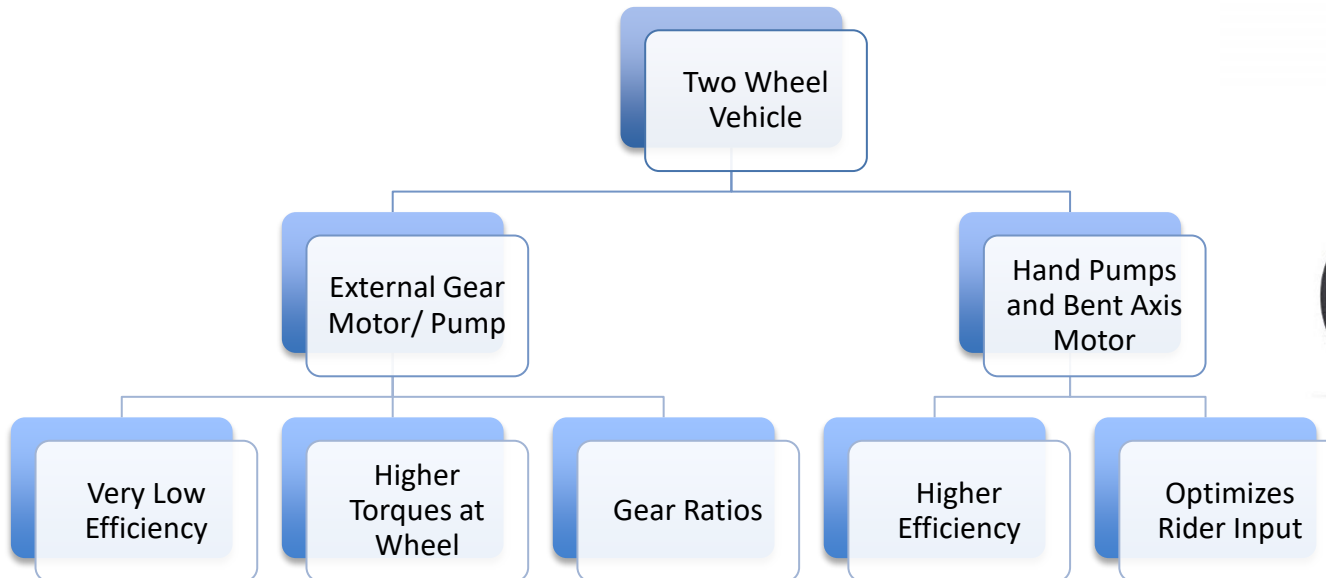 Two Wheel
Vehicle
External Gear
Motor/ Pump
Hand Pumps
and Bent Axis
Motor
Very Low
Efficiency
Higher
Torques at
Wheel
Gear Ratios
Higher
Efficiency
Optimizes
Rider Input